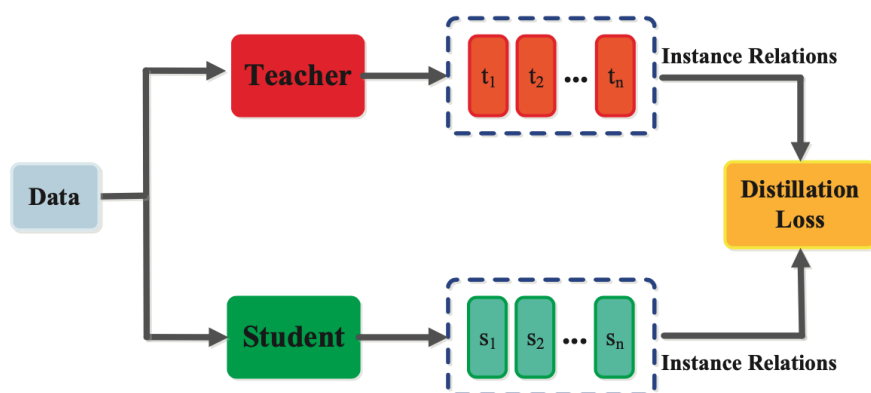 Teacher
t1 t2 ... tn
Instance Relations
Data
Distillation
Loss
Student
s1 s2 ... sn
Instance Relations